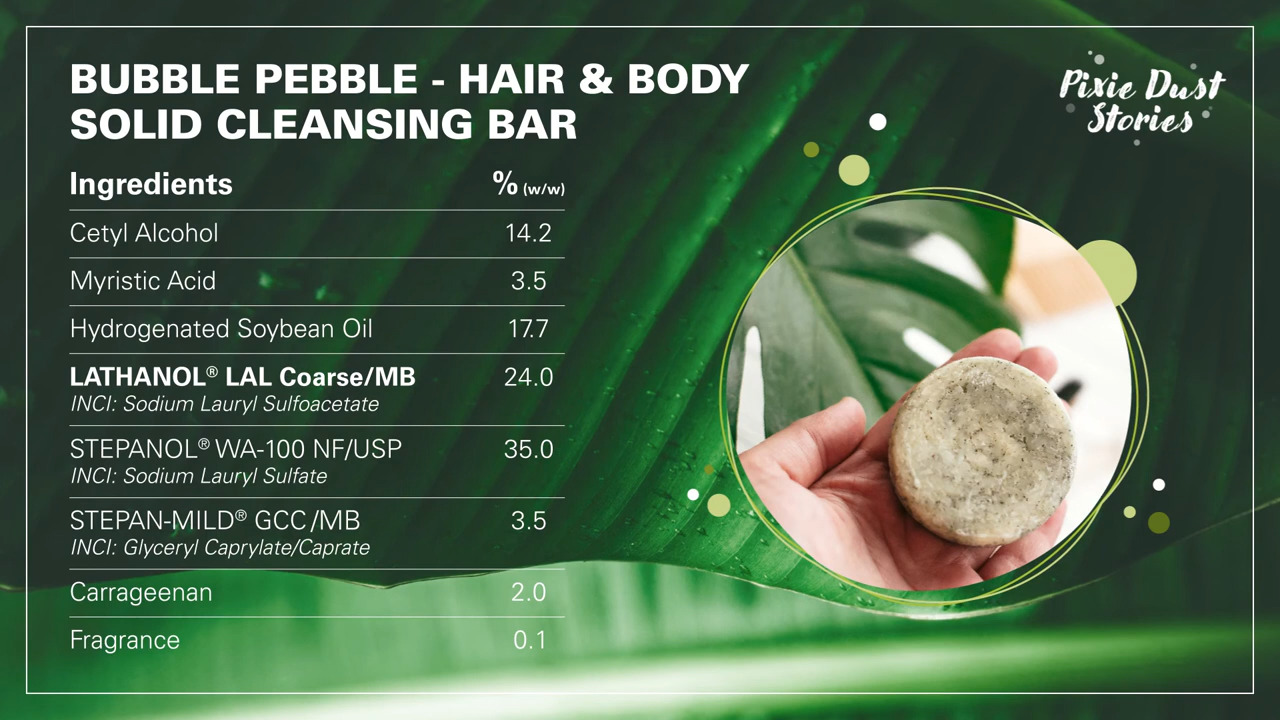 BUBBLE PEBBLE - HAIR & BODY
SOLID CLEANSING BAR
Pixie Dust
Stories
Ingredients % (w/w)
Cetyl Alcohol 14.2
Myristic Acid 3.5
Hydrogenated Soybean Oil 17.7
LATHANOL® LAL Coarse/MB 24.0
INCI: Sodium Lauryl Sulfoacetate
STEPANOL® WA-100 NF/USP 35.0
INCI: Sodium Lauryl Sulfate
STEPAN-MILD® GCC/MB 3.5
INCI: Glyceryl Caprylate/Caprate
Carrageenan 2.0
Fragrance 0.1